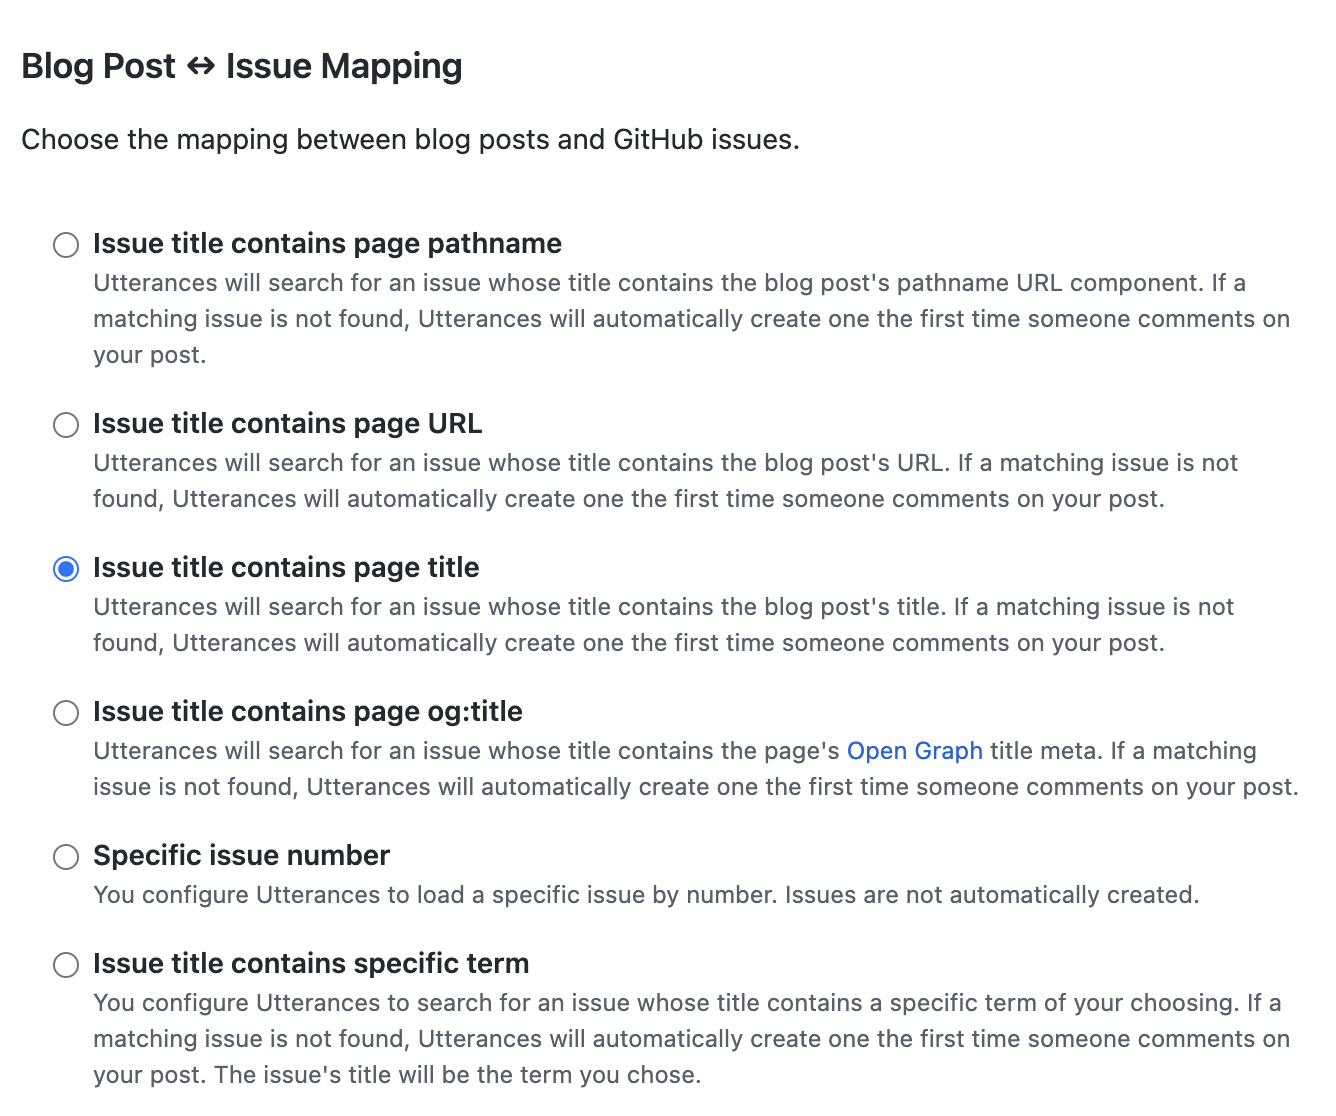 Blog Post ↔ Issue Mapping
Choose the mapping between blog posts and GitHub issues.
Issue title contains page pathname
Utterances will search for an issue whose title contains the blog post's pathname URL component. If a
matching issue is not found, Utterances will automatically create one the first time someone comments on
your post.
Issue title contains page URL
Utterances will search for an issue whose title contains the blog post's URL. If a matching issue is not
found, Utterances will automatically create one the first time someone comments on your post.
Issue title contains page title
Utterances will search for an issue whose title contains the blog post's title. If a matching issue is not
found, Utterances will automatically create one the first time someone comments on your post.
Issue title contains page og:title
Utterances will search for an issue whose title contains the page's Open Graph title meta. If a matching
issue is not found, Utterances will automatically create one the first time someone comments on your post.
Specific issue number
You configure Utterances to load a specific issue by number. Issues are not automatically created.
Issue title contains specific term
You configure Utterances to search for an issue whose title contains a specific term of your choosing. If a
matching issue is not found, Utterances will automatically create one the first time someone comments on
your post. The issue's title will be the term you chose.